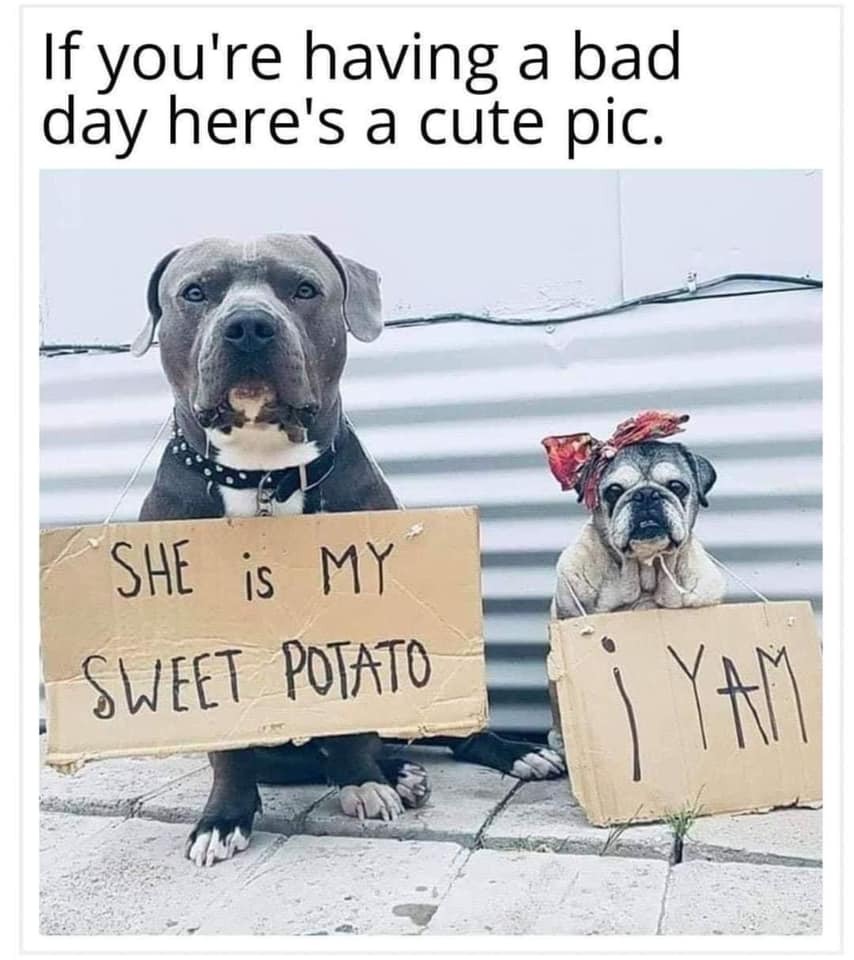 If you're having a bad
day here's a cute pic.
SHE is MY
SWEET POTATO
i YAM